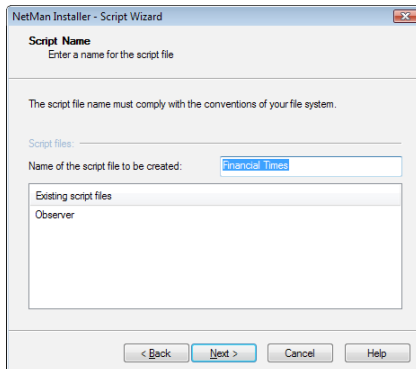 NetMan Installer - Script Wizard
Script Name
Enter a name for the script file
The script file name must comply with the conventions of your file system.
Script files:
Name of the script file to be created: Financial Times
Existing script files
Observer
< Back Next > Cancel Help